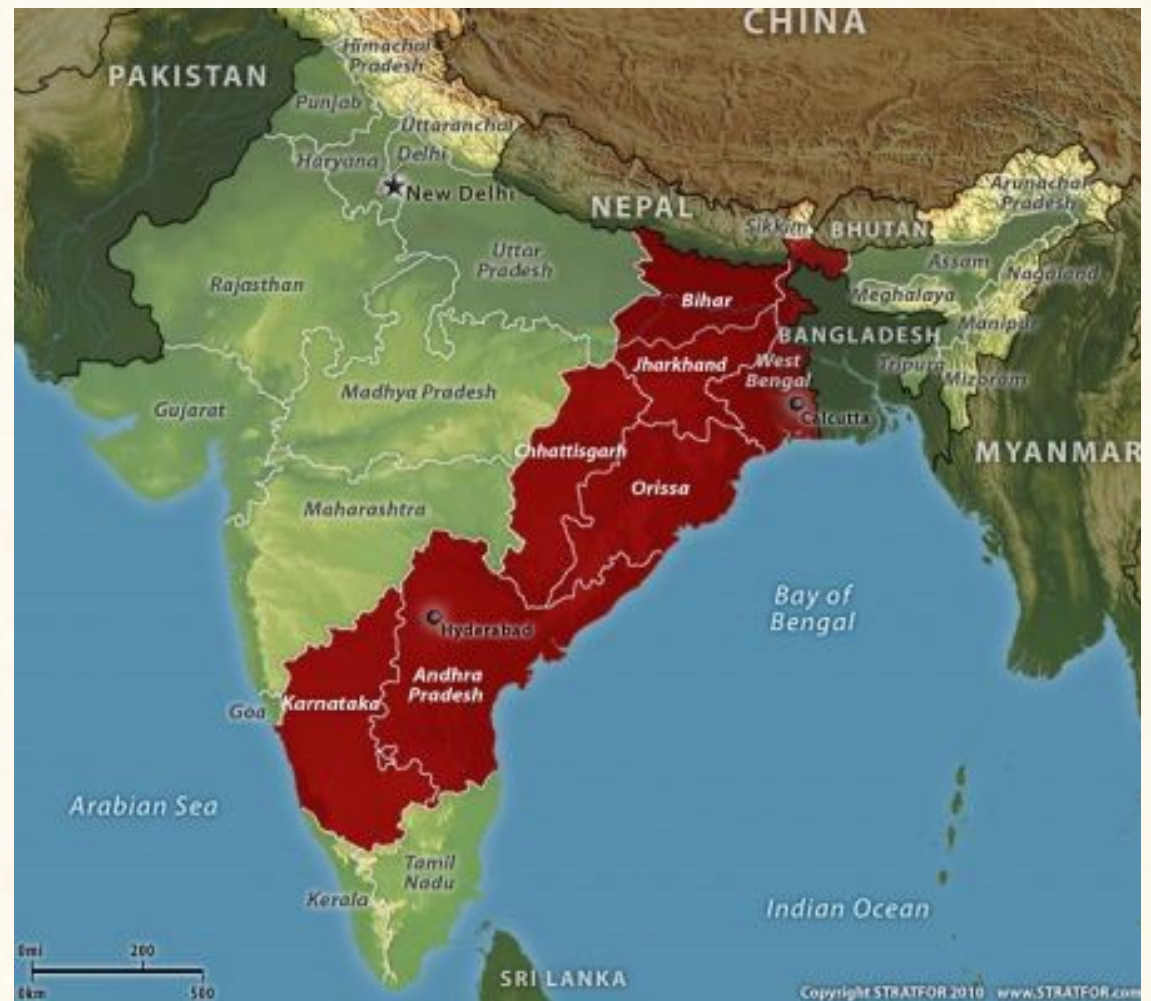 CHINA
Himachal
Pradesh
PAKISTAN
Punjab
Uttaranchal
Haryana
Delhi
New Delhi
Arunachal
Pradesh
NEPAL
Sikkim
BHUTAN
Uttar
Pradesh
Assam
Nagaland
Rajasthan
Meghalaya
Bihar
Manipur
BANGLADESH
Jharkhand
West
Bengal
Tripura
Mizoram
Madhya Pradesh
Gujarat
Calcutta
Chhattisgarh
MYANMAR
Orissa
Maharashtra
Bay of
Bengal
Hyderabad
Andhra
Pradesh
Karnataka
Goa
Arabian Sea
Tamil
Nadu
Kerala
Indian Ocean
0mi 200
0km 500
SRI LANKA
Copyright STRATFOR 2010 www.STRATFOR.com